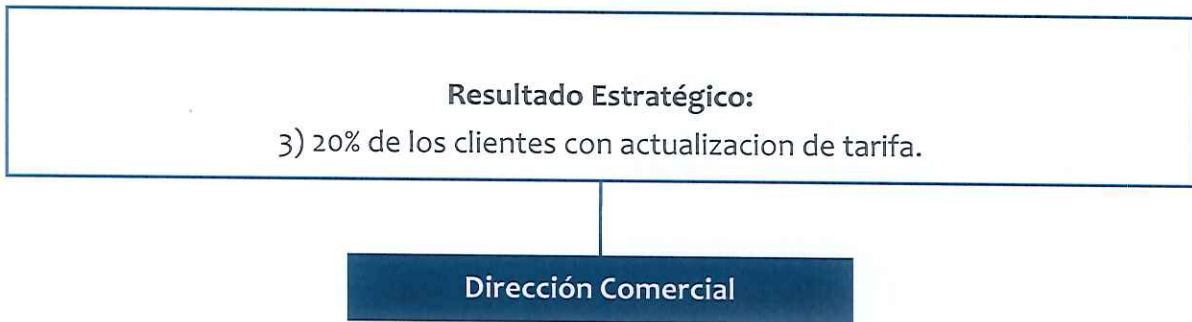 Resultado Estratégico:
3) 20% de los clientes con actualizacion de tarifa.
Dirección Comercial